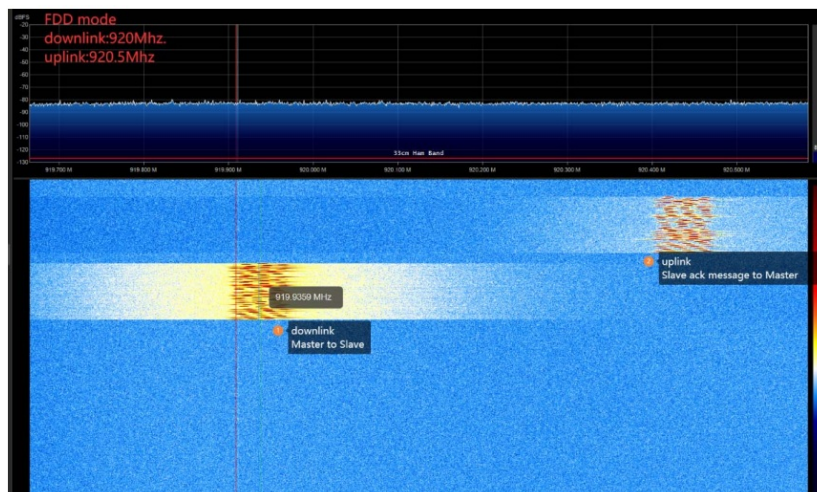 dBFS
FDD mode
downlink:920Mhz.
uplink:920.5Mhz
-20
-30
-40
-50
-60
-70
-80
-90
-100
-110
-120
-130
33cm Ham Band
919.700 M 919.800 M 919.900 M 920.000 M 920.100 M 920.200 M 920.300 M 920.400 M 920.500 M
2 uplink
Slave ack message to Master
919.9359 MHz
1 downlink
Master to Slave